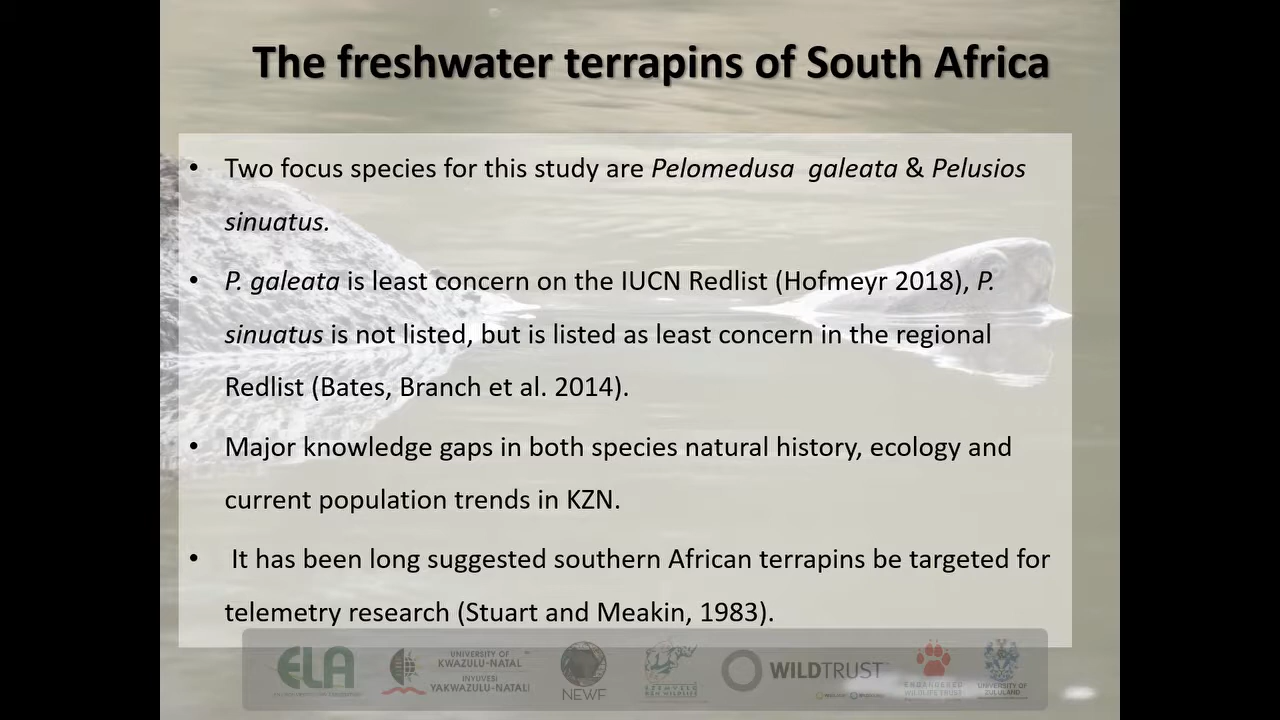 The freshwater terrapins of South Africa
• Two focus species for this study are Pelomedusa galeata & Pelusios
sinuatus.
• P. galeata is least concern on the IUCN Redlist (Hofmeyr 2018), P.
sinuatus is not listed, but is listed as least concern in the regional
Redlist (Bates, Branch et al. 2014).
• Major knowledge gaps in both species natural history, ecology and
current population trends in KZN.
• It has been long suggested southern African terrapins be targeted for
telemetry research (Stuart and Meakin, 1983).
ELA
UNIVERSITY OF
KWAZULU-NATAL
INYUVESI
YAKWAZULU-NATALI
NEWF
EZEMVELO
KZN WILDLIFE
WILDTRUST
ENDANGERED
WILDLIFE TRUST
UNIVERSITY OF
ZULULAND